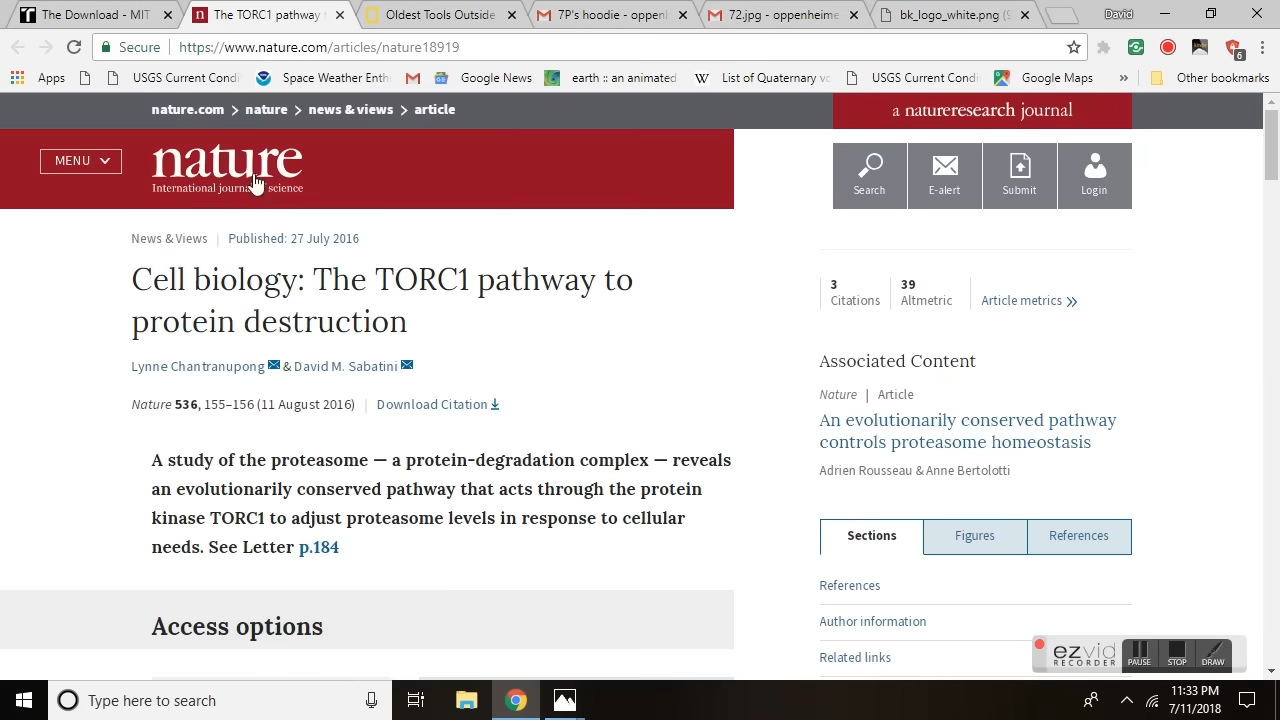 The Download - MIT
The TORC1 pathway
Oldest Tools Outside
7P's hoodie - oppenh
72.jpg - oppenheime
bk_logo_white.png (
David
Secure
https://www.nature.com/articles/nature18919
6
Apps
USGS Current Condi
Space Weather Enth
Google News
earth :: an animated
List of Quaternary vo
USGS Current Condi
Google Maps
»
Other bookmarks
nature.com > nature > news & views > article
a natureresearch journal
MENU
nature
International journal of science
Search
E-alert
Submit
Login
News & Views | Published: 27 July 2016
Cell biology: The TORC1 pathway to
protein destruction
Lynne Chantranupong & David M. Sabatini
Nature 536, 155–156 (11 August 2016) | Download Citation
A study of the proteasome — a protein-degradation complex — reveals
an evolutionarily conserved pathway that acts through the protein
kinase TORC1 to adjust proteasome levels in response to cellular
needs. See Letter p.184
Access options
3
Citations
39
Altmetric
Article metrics »
Associated Content
Nature | Article
An evolutionarily conserved pathway
controls proteasome homeostasis
Adrien Rousseau & Anne Bertolotti
Sections
Figures
References
References
Author information
Related links
ezvid
RECORDER
PAUSE
STOP
DRAW
Type here to search
11:33 PM
7/11/2018